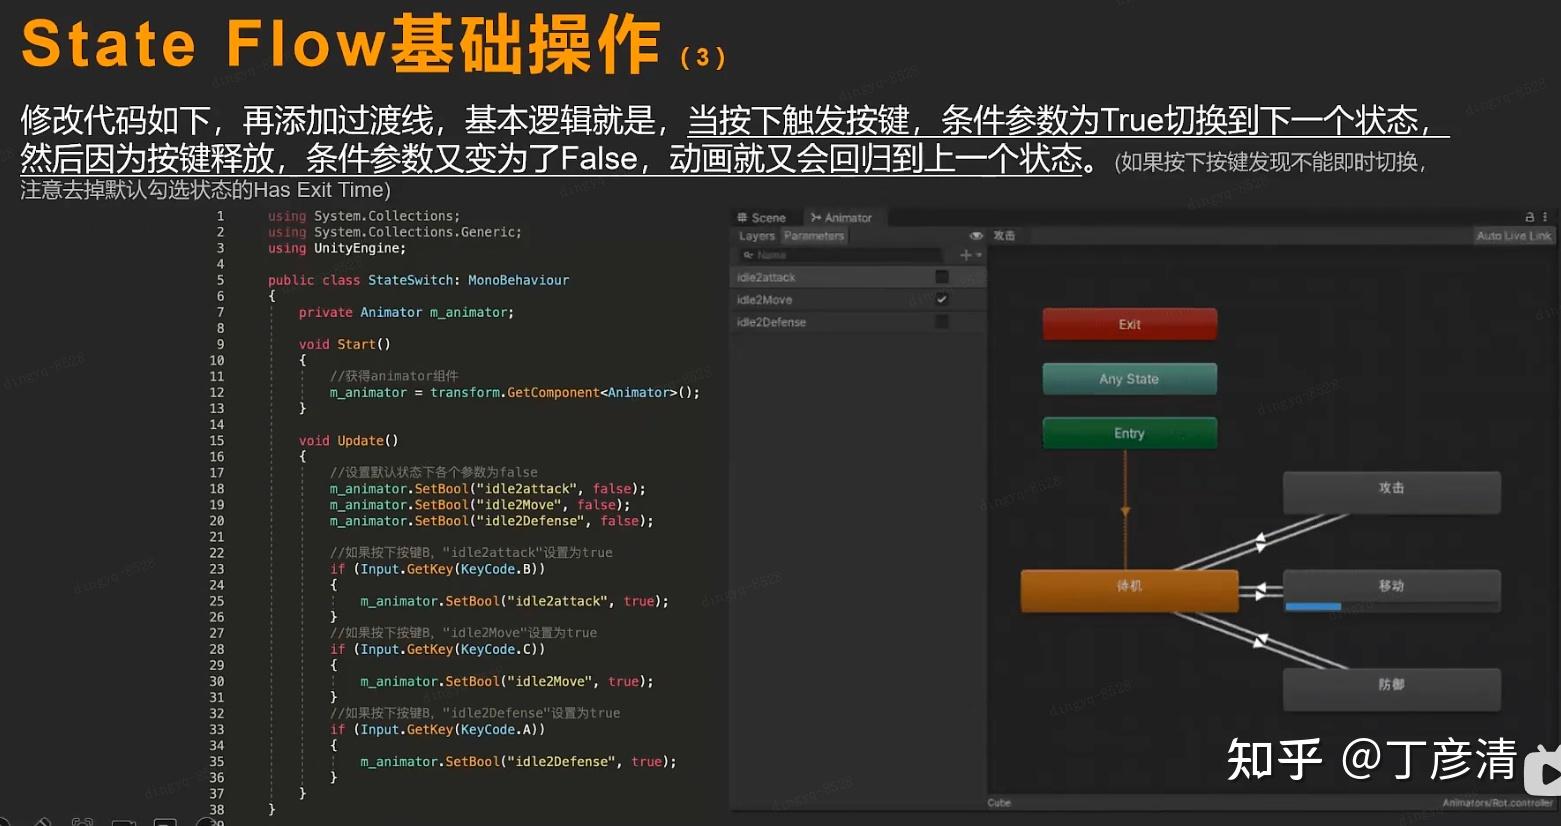 State Flow基础操作（3）
修改代码如下，再添加过渡线，基本逻辑就是，当按下触发按键，条件参数为True切换到下一个状态，
然后因为按键释放，条件参数又变为了False，动画就又会回归到上一个状态。(如果按下按键发现不能即时切换，
注意去掉默认勾选状态的Has Exit Time)
1 using System.Collections;
2 using System.Collections.Generic;
3 using UnityEngine;
4
5 public class StateSwitch: MonoBehaviour
6 {
7 private Animator m_animator;
8
9 void Start()
10 {
11 //获得animator组件
12 m_animator = transform.GetComponent<Animator>();
13 }
14
15 void Update()
16 {
17 //设置默认状态下各个参数为false
18 m_animator.SetBool("idle2attack", false);
19 m_animator.SetBool("idle2Move", false);
20 m_animator.SetBool("idle2Defense", false);
21
22 //如果按下按键B，"idle2attack"设置为true
23 if (Input.GetKey(KeyCode.B))
24 {
25 m_animator.SetBool("idle2attack", true);
26 }
27 //如果按下按键B，"idle2Move"设置为true
28 if (Input.GetKey(KeyCode.C))
29 {
30 m_animator.SetBool("idle2Move", true);
31 }
32 //如果按下按键B，"idle2Defense"设置为true
33 if (Input.GetKey(KeyCode.A))
34 {
35 m_animator.SetBool("idle2Defense", true);
36 }
37 }
38 }
39
Scene Animator
Layers Parameters 攻击 Auto Live Link
Name
idle2attack
idle2Move
idle2Defense
Exit
Any State
Entry
攻击
待机
移动
防御
Cube Animators/Rot.controller
知乎 @丁彦清
dingyq-8528